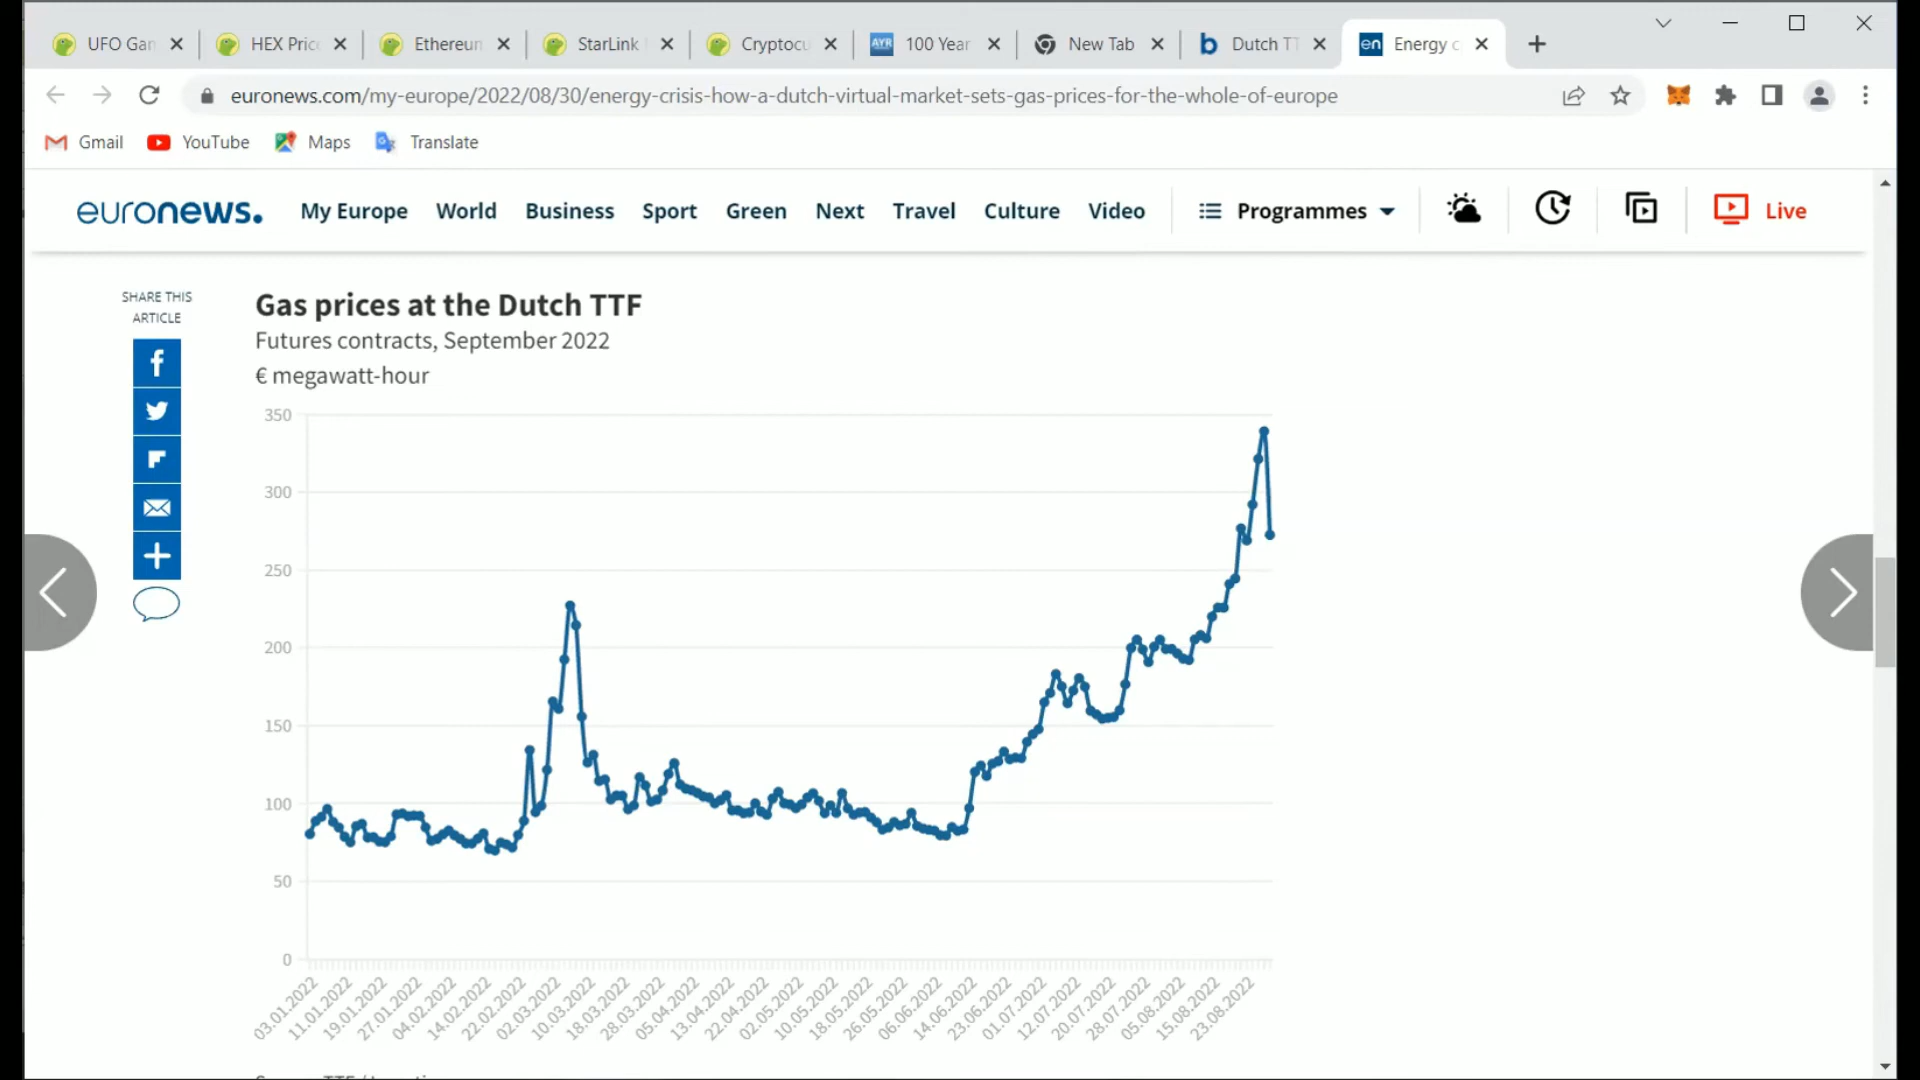 UFO Gan
HEX Pric
Ethereun
StarLink
Cryptocu
AYR
100 Year
New Tab
b
Dutch TT
en
Energy c
euronews.com/my-europe/2022/08/30/energy-crisis-how-a-dutch-virtual-market-sets-gas-prices-for-the-whole-of-europe
Gmail
YouTube
Maps
Translate
euronews.
My Europe
World
Business
Sport
Green
Next
Travel
Culture
Video
Programmes
Live
SHARE THIS
ARTICLE
Gas prices at the Dutch TTF
Futures contracts, September 2022
€ megawatt-hour
350
300
250
200
150
100
50
0
03.01.2022
11.01.2022
19.01.2022
27.01.2022
04.02.2022
14.02.2022
22.02.2022
02.03.2022
10.03.2022
18.03.2022
28.03.2022
05.04.2022
13.04.2022
22.04.2022
02.05.2022
10.05.2022
18.05.2022
26.05.2022
06.06.2022
14.06.2022
23.06.2022
01.07.2022
12.07.2022
20.07.2022
28.07.2022
05.08.2022
15.08.2022
23.08.2022